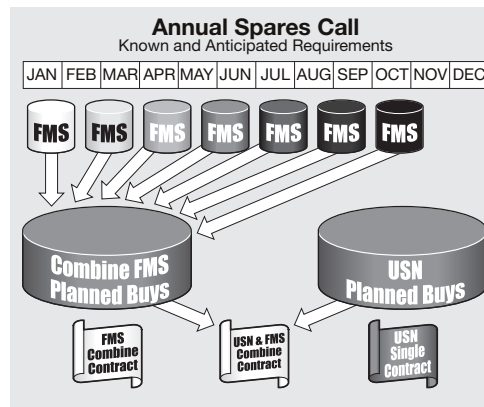 Annual Spares Call
Known and Anticipated Requirements
JAN FEB MAR APR MAY JUN JUL AUG SEP OCT NOV DEC
FMS FMS FMS FMS FMS FMS FMS
Combine FMS
Planned Buys
USN
Planned Buys
FMS
Combine
Contract
USN & FMS
Combine
Contract
USN
Single
Contract